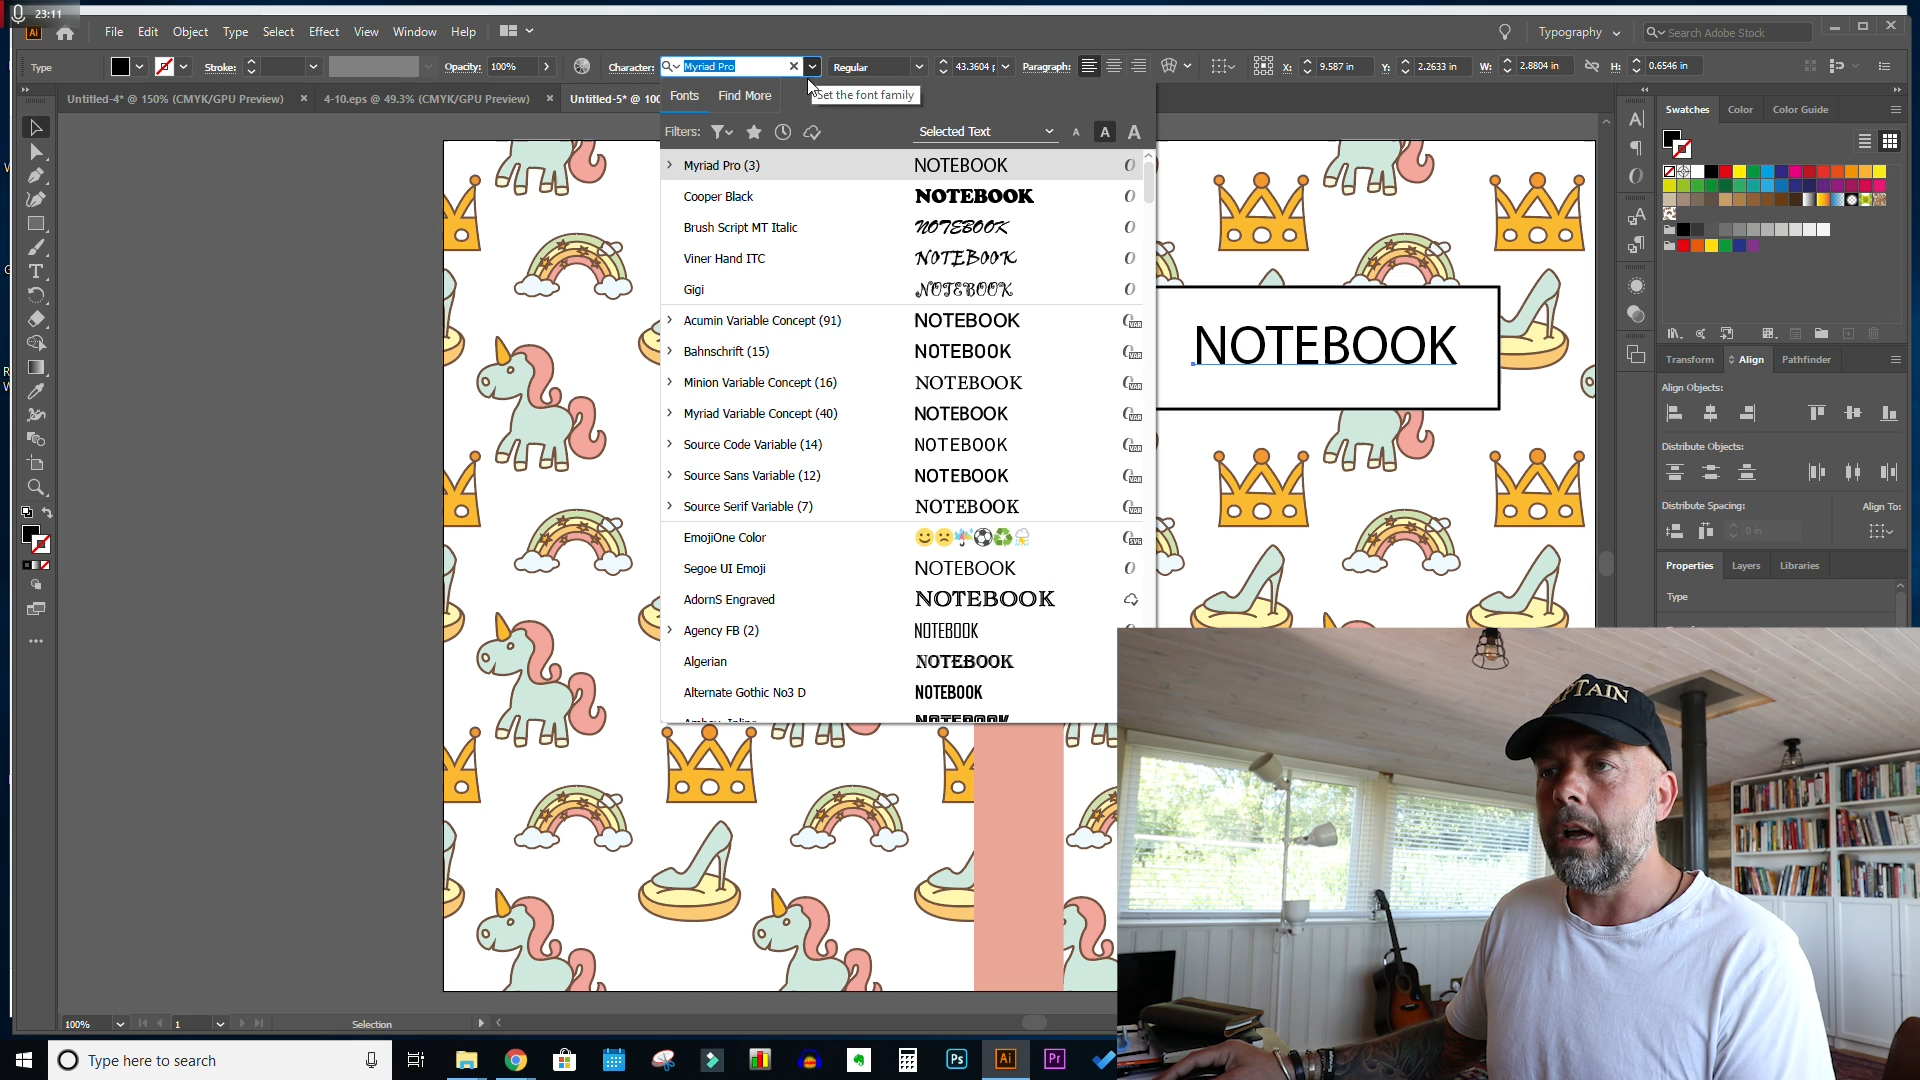 23:11
Ai File Edit Object Type Select Effect View Window Help
Typography
Search Adobe Stock
Type Stroke: Opacity: 100% Character: Myriad Pro Regular Paragraph: X: 9.587 in Y: 2.2633 in W: 2.8804 in H: 0.6546 in
Set the font family
Untitled-4* @ 150% (CMYK/GPU Preview) 4-10.eps @ 49.3% (CMYK/GPU Preview)
Fonts Find More
Filters: Selected Text A A A
Myriad Pro (3) NOTEBOOK
Cooper Black NOTEBOOK
Brush Script MT Italic NOTEBOOK
Viner Hand ITC NOTEBOOK
Gigi NOTEBOOK
Acumin Variable Concept (91) NOTEBOOK
Bahnschrift (15) NOTEBOOK
Minion Variable Concept (16) NOTEBOOK
Myriad Variable Concept (40) NOTEBOOK
Source Code Variable (14) NOTEBOOK
Source Sans Variable (12) NOTEBOOK
Source Serif Variable (7) NOTEBOOK
EmojiOne Color
Segoe UI Emoji NOTEBOOK
AdornS Engraved NOTEBOOK
Agency FB (2) NOTEBOOK
Algerian NOTEBOOK
Alternate Gothic No3 D NOTEBOOK
NOTEBOOK
Swatches Color Color Guide
Transform Align Pathfinder
Align Objects:
Distribute Objects:
Distribute Spacing: Align To:
0 in
Properties Layers Libraries
Type
100% 1 Selection
Type here to search
Ps Ai Pr